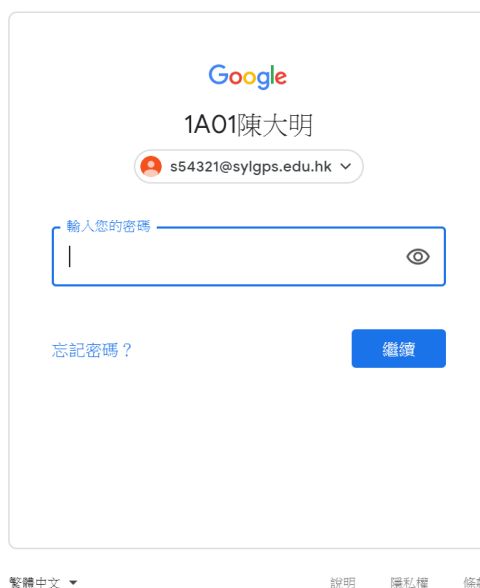 Google
1A01陳大明
s54321@sylgps.edu.hk
輸入您的密碼
忘記密碼？
繼續
繁體中文
說明
隱私權